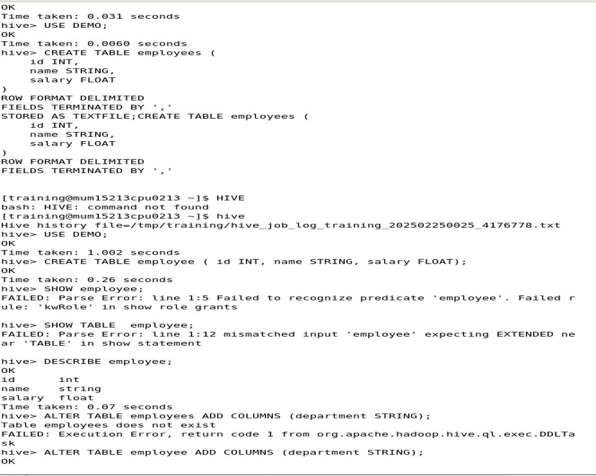 OK
Time taken: 0.031 seconds
hive> USE DEMO;
OK
Time taken: 0.0060 seconds
hive> CREATE TABLE employees (
    id INT,
    name STRING,
    salary FLOAT
)
ROW FORMAT DELIMITED
FIELDS TERMINATED BY ','
STORED AS TEXTFILE;CREATE TABLE employees (
    id INT,
    name STRING,
    salary FLOAT
)
ROW FORMAT DELIMITED
FIELDS TERMINATED BY ','
[training@mum15213cpu0213 ~]$ HIVE
bash: HIVE: command not found
[training@mum15213cpu0213 ~]$ hive
Hive history file=/tmp/training/hive_job_log_training_202502250025_4176778.txt
hive> USE DEMO;
OK
Time taken: 1.002 seconds
hive> CREATE TABLE employee ( id INT, name STRING, salary FLOAT);
OK
Time taken: 0.26 seconds
hive> SHOW employee;
FAILED: Parse Error: line 1:5 Failed to recognize predicate 'employee'. Failed r
ule: 'kwRole' in show role grants
hive> SHOW TABLE  employee;
FAILED: Parse Error: line 1:12 mismatched input 'employee' expecting EXTENDED ne
ar 'TABLE' in show statement
hive> DESCRIBE employee;
OK
id      int
name    string
salary  float
Time taken: 0.07 seconds
hive> ALTER TABLE employees ADD COLUMNS (department STRING);
Table employees does not exist
FAILED: Execution Error, return code 1 from org.apache.hadoop.hive.ql.exec.DDLTa
sk
hive> ALTER TABLE employee ADD COLUMNS (department STRING);
OK